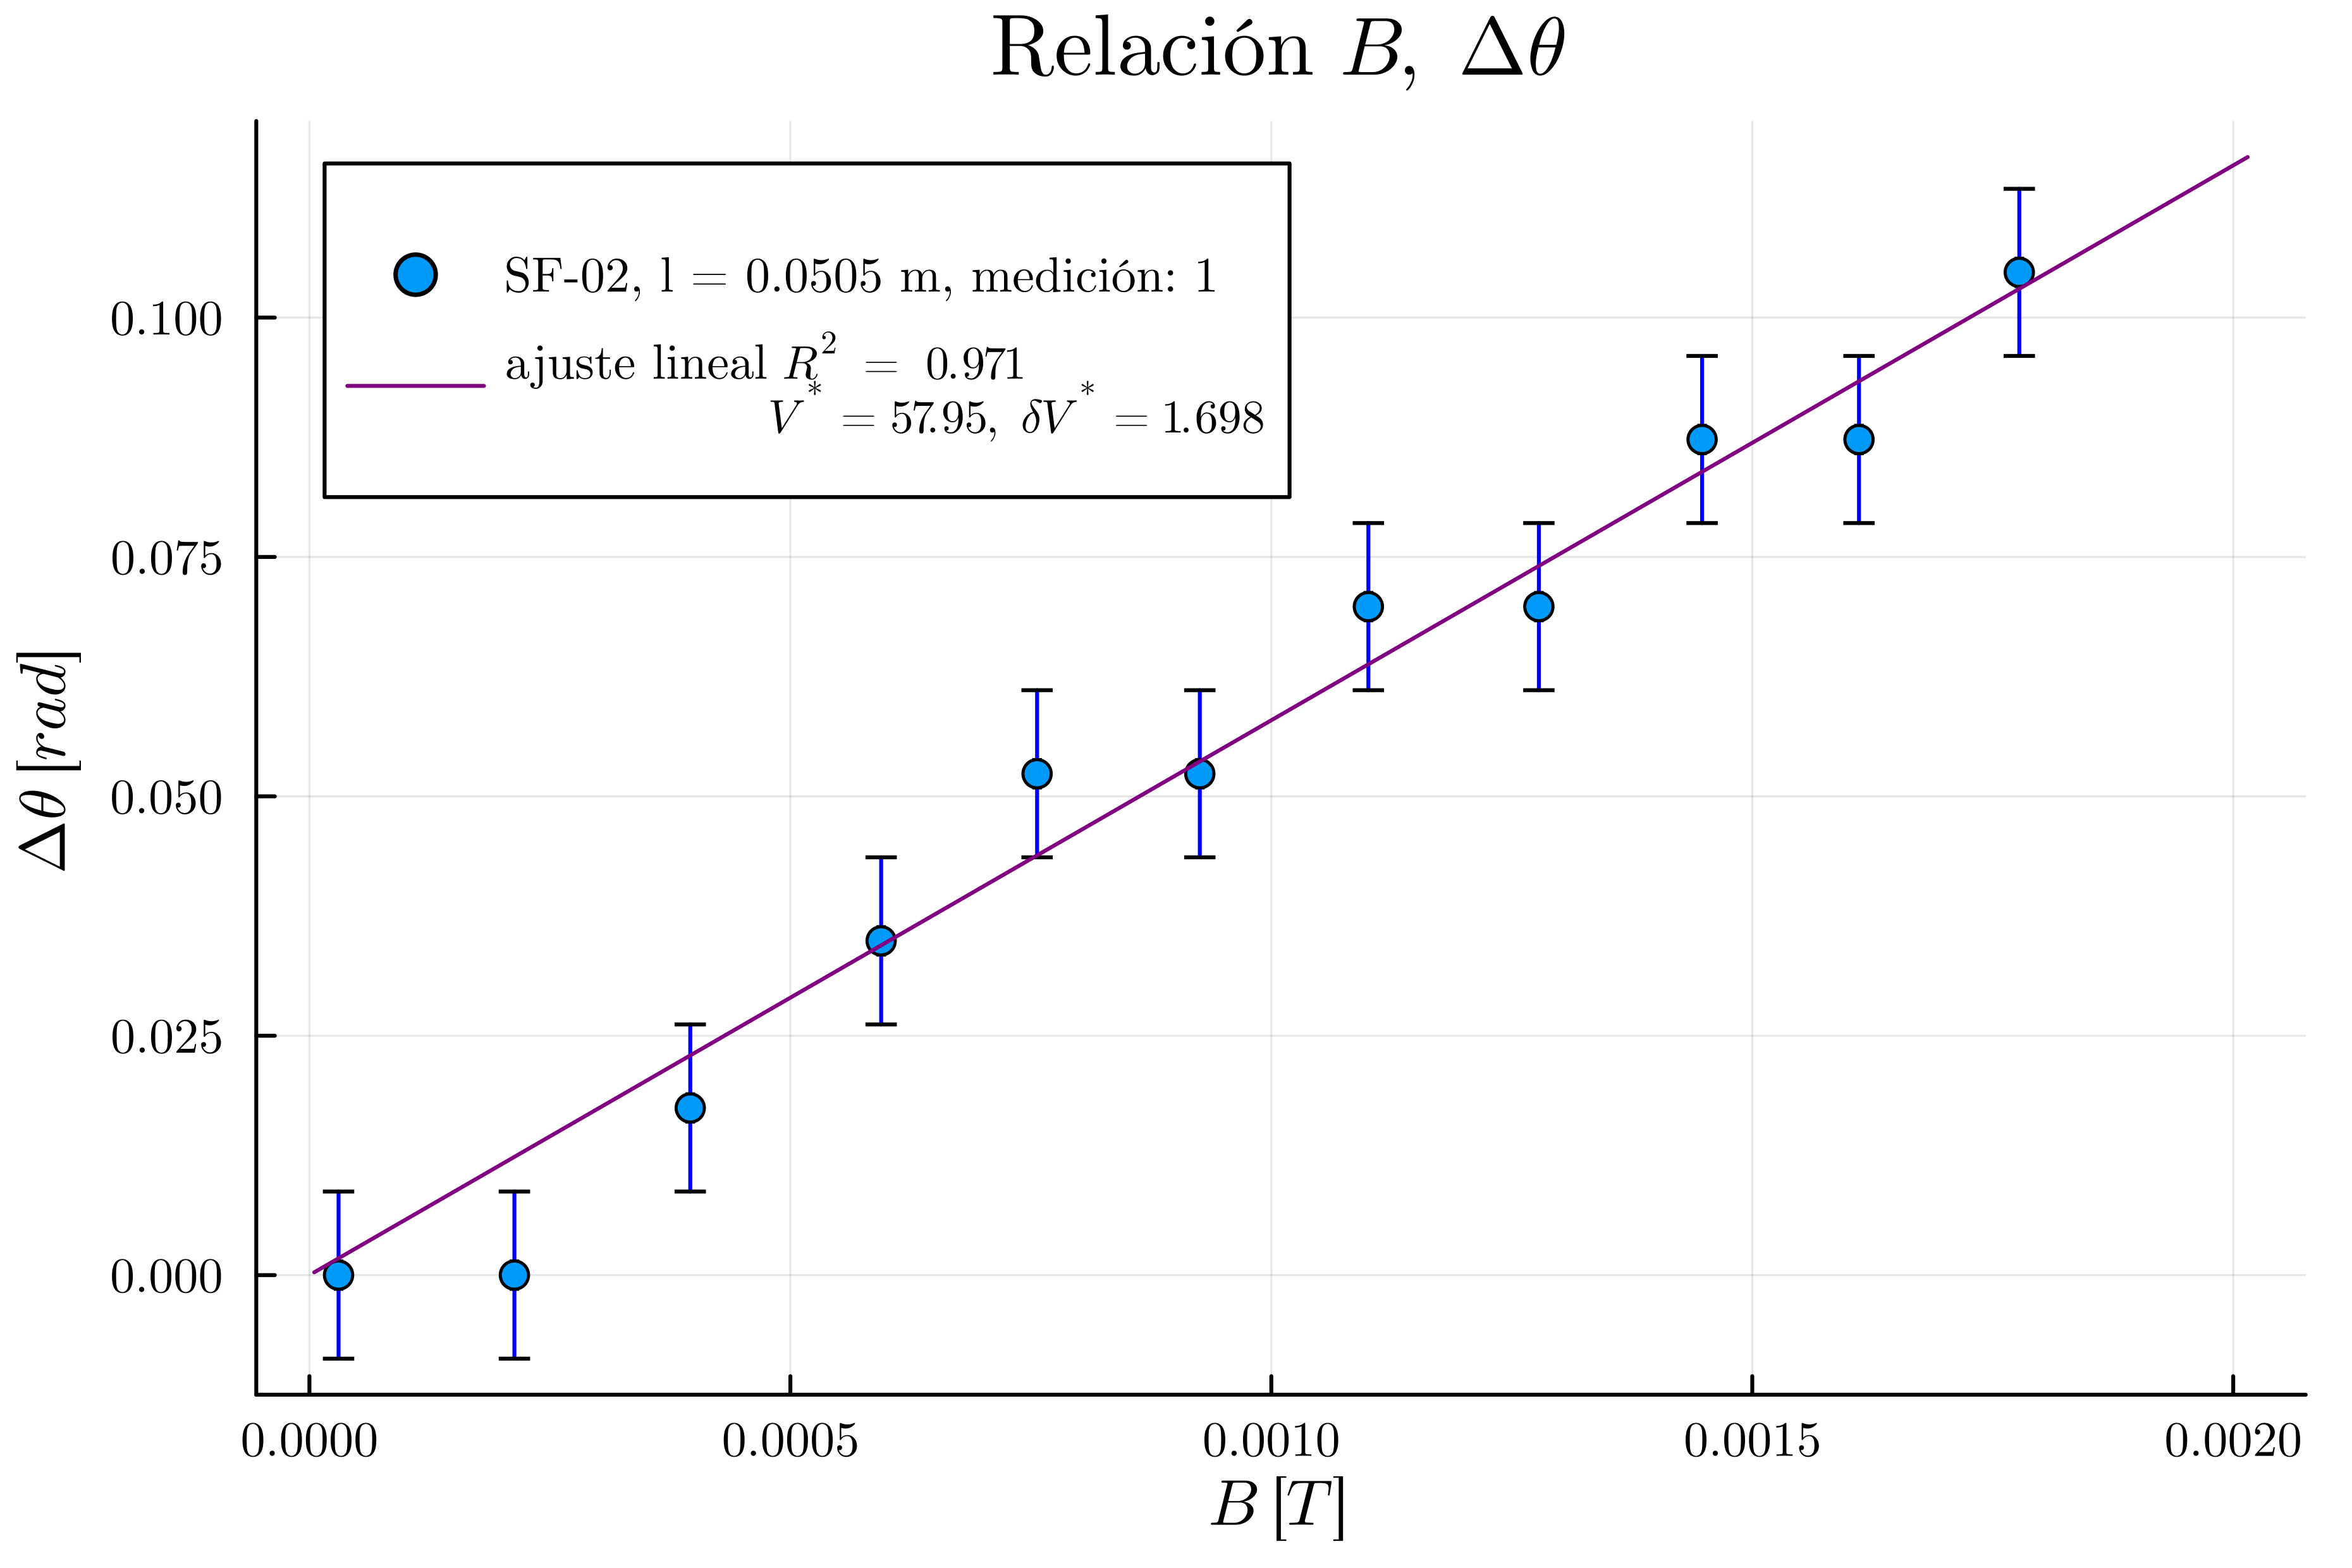 Relación B, Δθ
SF-02, l = 0.0505 m, medición: 1
ajuste lineal R² = 0.971
V* = 57.95, δV* = 1.698
Δθ [rad]
0.100
0.075
0.050
0.025
0.000
0.0000 0.0005 0.0010 0.0015 0.0020
B [T]